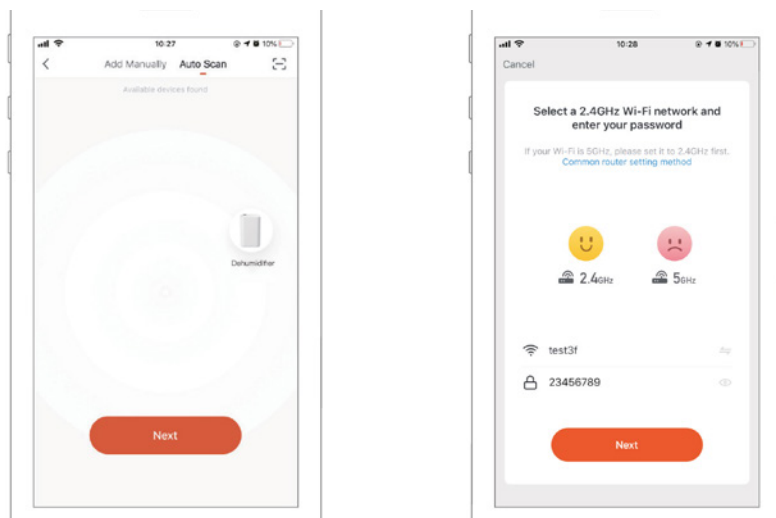 10:27
10%
Add Manually Auto Scan
Available devices found
Dehumidifier
Next
10:28
10%
Cancel
Select a 2.4GHz Wi-Fi network and
enter your password
If your Wi-Fi is 5GHz, please set it to 2.4GHz first.
Common router setting method
2.4GHz
5GHz
test3f
23456789
Next